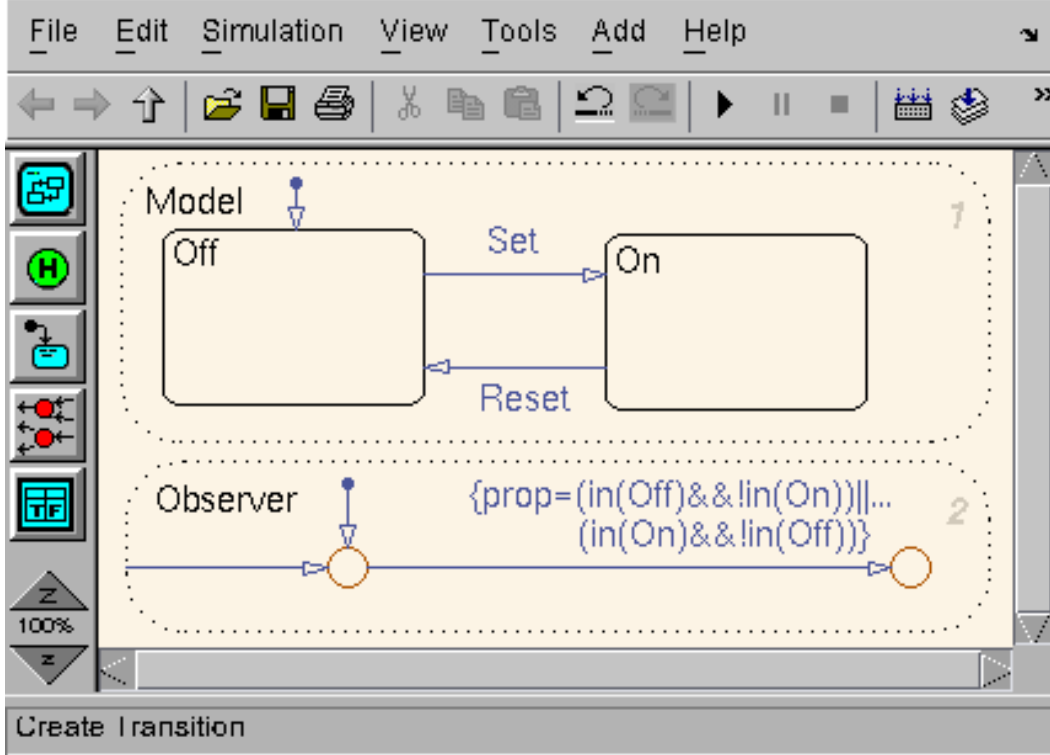 File Edit Simulation View Tools Add Help
H
TF
Model
1
Off
Set
On
Reset
Observer
{prop=(in(Off)&&!in(On))||...
(in(On)&&!in(Off))}
2
Z
100%
z
Create Transition